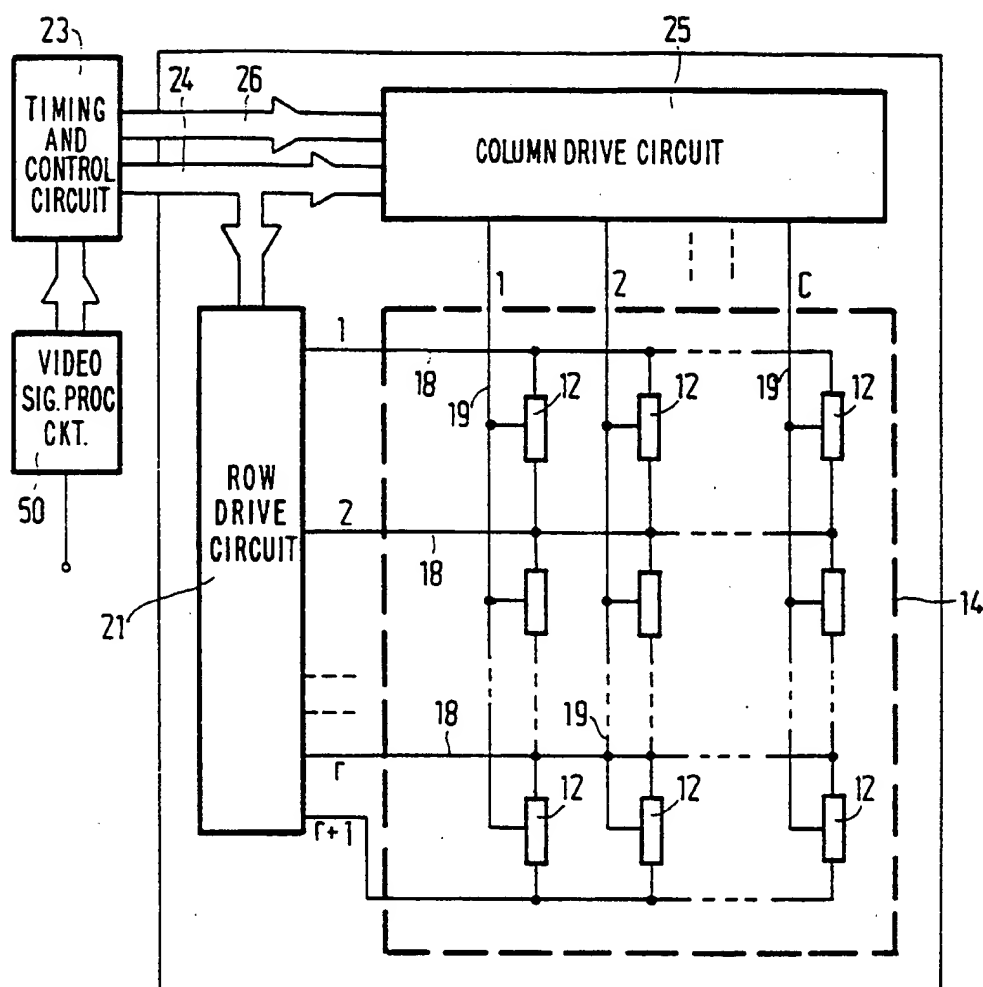 23
25
24
26
TIMING
AND
CONTROL
CIRCUIT
COLUMN DRIVE CIRCUIT
1
2
C
1
18
12
12
19
19
12
VIDEO
SIG. PROC
CKT.
50
ROW
DRIVE
CIRCUIT
2
18
21
14
18
19
r
r+1
12
12
12